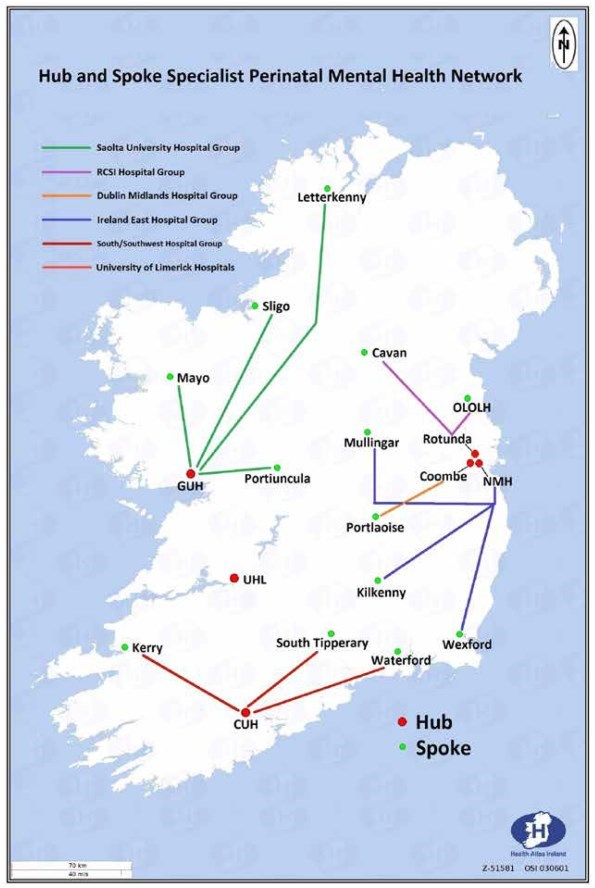 N
Hub and Spoke Specialist Perinatal Mental Health Network
Saolta University Hospital Group
RCSI Hospital Group
Dublin Midlands Hospital Group
Ireland East Hospital Group
South/Southwest Hospital Group
University of Limerick Hospitals
Letterkenny
Sligo
Cavan
Mayo
OLOLH
Mullingar
Rotunda
GUH
Portiuncula
Coombe
NMH
Portlaoise
UHL
Kilkenny
Kerry
South Tipperary
Wexford
Waterford
CUH
Hub
Spoke
H
Health Atlas Ireland
70 km
40 mi
Z-51581 OSI 030601